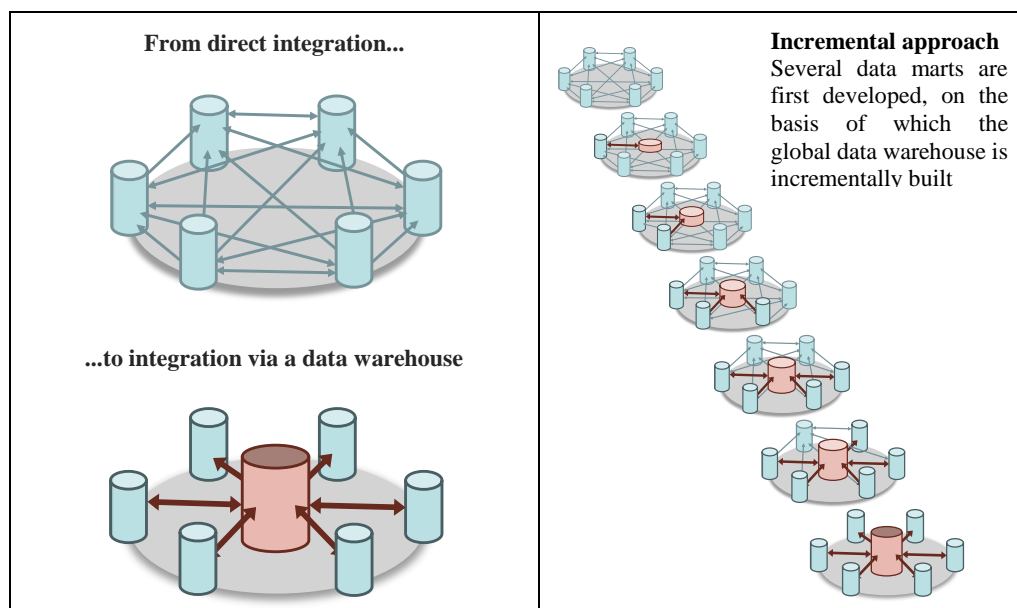 From direct integration...
...to integration via a data warehouse
Incremental approach
Several data marts are
first developed, on the
basis of which the
global data warehouse is
incrementally built